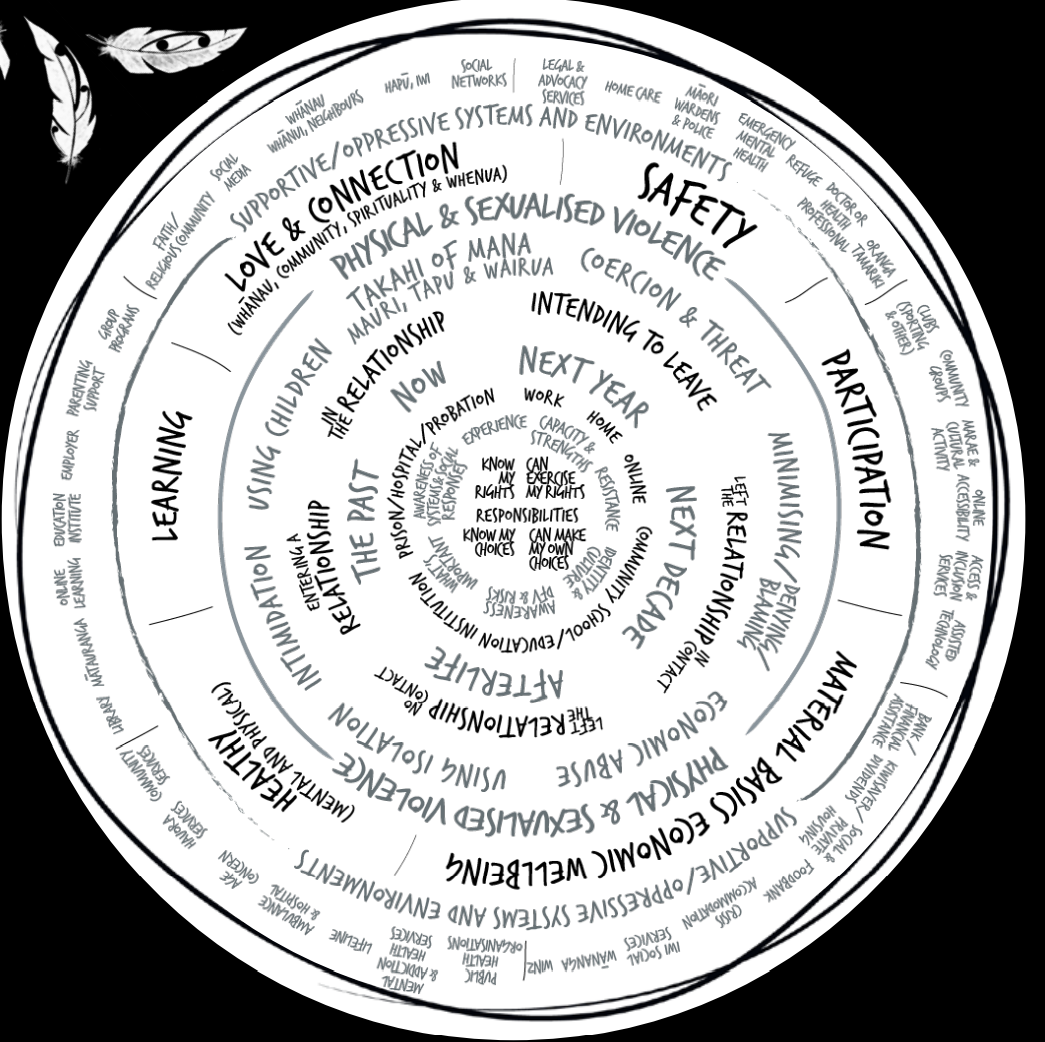 SOCIAL
NETWORKS
LEGAL &
ADVOCACY
SERVICES
HOME CARE
MĀORI
WARDENS
& POLICE
EMERGENCY
MENTAL
HEALTH
REFUGE
DOCTOR OR
HEALTH
PROFESSIONAL
ORANGA
TAMARIKI
CLUBS
(SPORTING
& OTHER)
COMMUNITY
GROUPS
MARAE &
CULTURAL
ACTIVITY
ONLINE
ACCESSIBILITY
ACCESS &
INCLUSION
SERVICES
ASSISTED
TECHNOLOGY
BANK/
FINANCIAL
ASSISTANCE
KIWISAVER/
DIVIDENDS
SOCIAL &
PRIVATE
HOUSING
FOODBANK
CRISIS
ACCOMMODATION
IWI SOCIAL
SERVICES
WĀNANGA
WINZ
PUBLIC
HEALTH
ORGANISATIONS
MENTAL
& ADDICTION
HEALTH
SERVICES
LIFELINE
AMBULANCE
& HOSPITAL
AGE
CONCERN
HAUORA
SERVICES
COMMUNITY
SERVICES
LIBRARY
MĀTAURANGA
ONLINE
LEARNING
EDUCATION
INSTITUTE
EMPLOYER
PARENTING
SUPPORT
GROUP
PROGRAMS
FAITH/
RELIGIOUS COMMUNITY
SOCIAL
MEDIA
WHĀNAU
WHĀNUI, NEIGHBOURS
HAPŪ, IWI
SUPPORTIVE/OPPRESSIVE SYSTEMS AND ENVIRONMENTS
SUPPORTIVE/OPPRESSIVE SYSTEMS AND ENVIRONMENTS
LOVE & CONNECTION
(WHĀNAU, COMMUNITY, SPIRITUALITY & WHENUA)
SAFETY
PARTICIPATION
MATERIAL BASICS ECONOMIC WELLBEING
HEALTHY
(MENTAL AND PHYSICAL)
LEARNING
PHYSICAL & SEXUALISED VIOLENCE
PHYSICAL & SEXUALISED VIOLENCE
TAKAHI OF MANA
MAURI, TAPU & WAIRUA
COERCION & THREAT
MINIMISING/DENYING/
BLAMING
ECONOMIC ABUSE
USING ISOLATION
INTIMIDATION
USING CHILDREN
IN
THE RELATIONSHIP
INTENDING TO LEAVE
LEFT
THE RELATIONSHIP IN
CONTACT
LEFT
THE RELATIONSHIP NO
CONTACT
ENTERING A
RELATIONSHIP
NOW
NEXT YEAR
NEXT DECADE
AFTERLIFE
THE PAST
PRISON/HOSPITAL/PROBATION
WORK
HOME
ONLINE
COMMUNITY
SCHOOL/EDUCATION INSTITUTION
EXPERIENCE
CAPACITY &
STRENGTHS
RESISTANCE
IDENTITY &
CULTURE
AWARENESS
DFV & RISKS
WHAT'S
IMPORTANT
AWARENESS OF
SYSTEMS & SOCIAL
RESPONSES
KNOW
MY
RIGHTS
CAN
EXERCISE
MY RIGHTS
RESPONSIBILITIES
KNOW MY
CHOICES
CAN MAKE
MY OWN
CHOICES